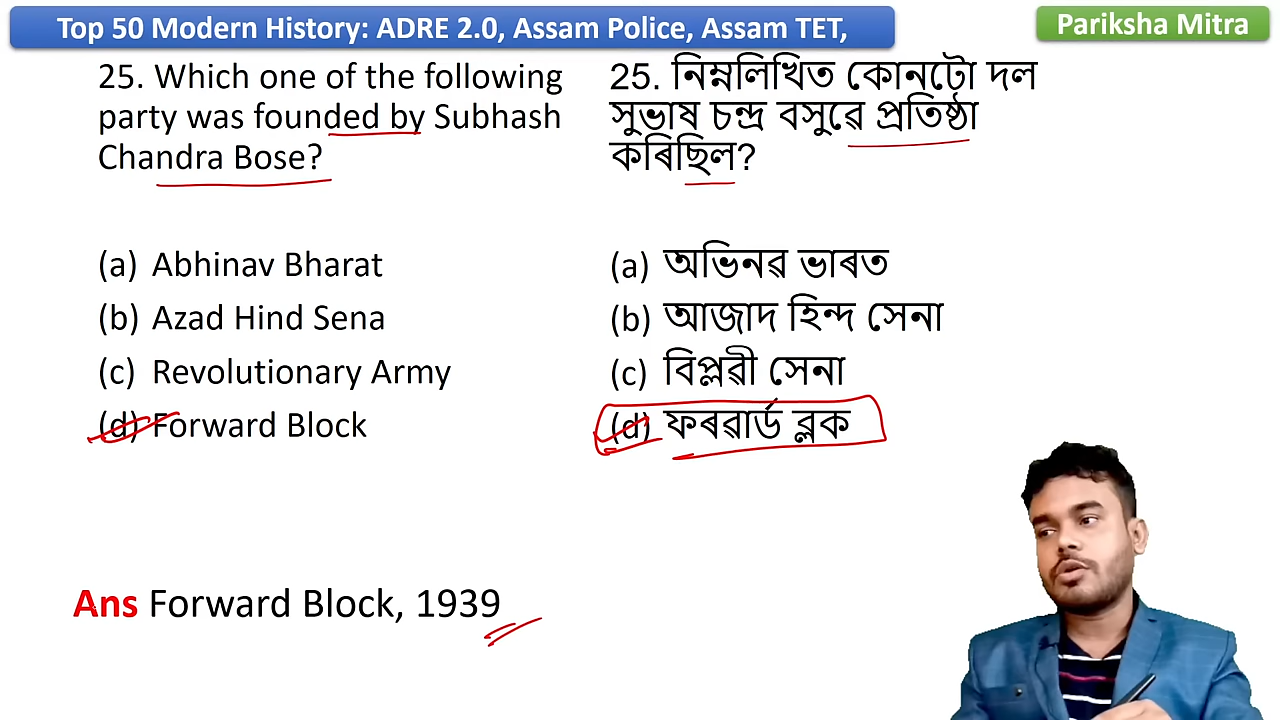 Top 50 Modern History: ADRE 2.0, Assam Police, Assam TET,
Pariksha Mitra
25. Which one of the following
party was founded by Subhash
Chandra Bose?
(a) Abhinav Bharat
(b) Azad Hind Sena
(c) Revolutionary Army
(d) Forward Block
25. নিম্নলিখিত কোনটো দল
সুভাষ চন্দ্ৰ বসুৱে প্ৰতিষ্ঠা
কৰিছিল?
(a) অভিনৱ ভাৰত
(b) আজাদ হিন্দ সেনা
(c) বিপ্লৱী সেনা
(d) ফৰৱাৰ্ড ব্লক
Ans Forward Block, 1939